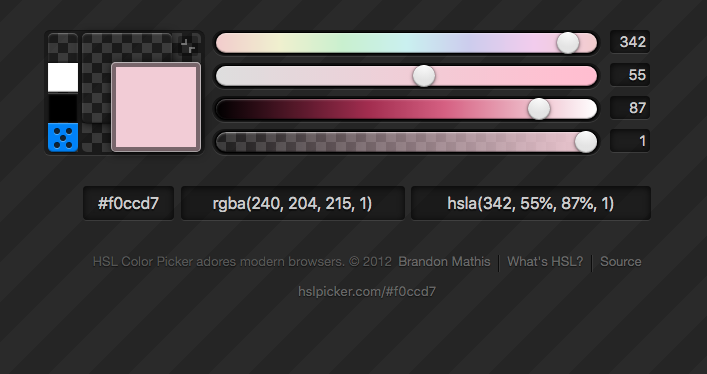 342
55
87
1
#f0ccd7 rgba(240, 204, 215, 1) hsla(342, 55%, 87%, 1)
HSL Color Picker adores modern browsers. © 2012 Brandon Mathis What's HSL? Source
hslpicker.com/#f0ccd7